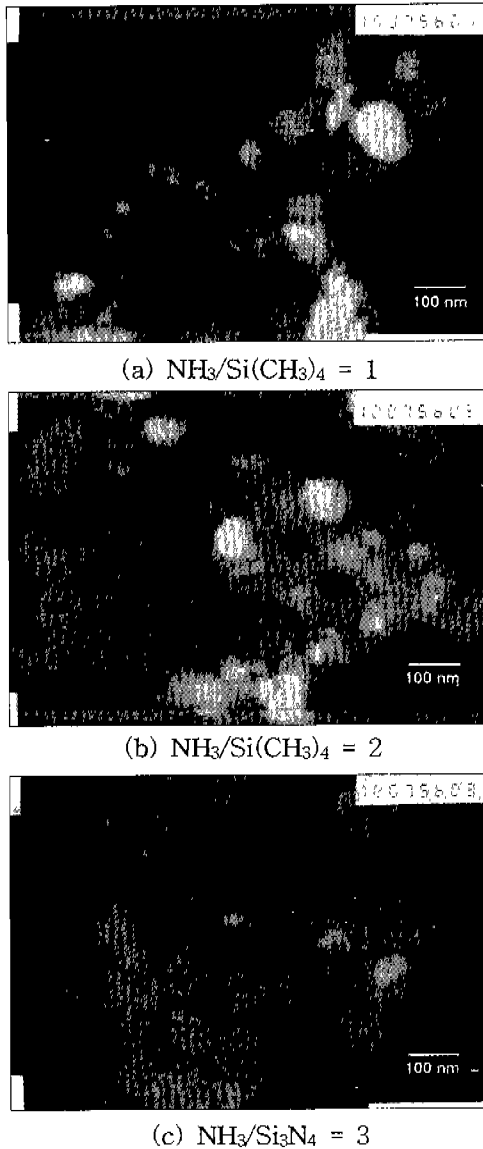 100 nm
(a) NH₃/Si(CH₃)₄ = 1
100 nm
(b) NH₃/Si(CH₃)₄ = 2
100 nm
(c) NH₃/Si₃N₄ = 3